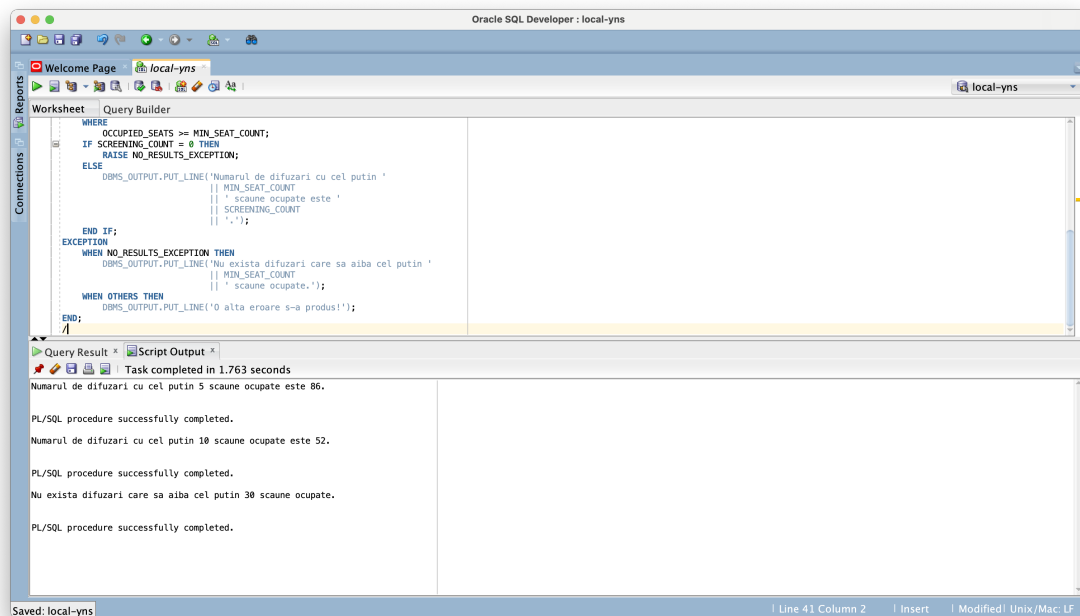 Oracle SQL Developer : local-yns
Welcome Page
local-yns
local-yns
Reports
Connections
Worksheet Query Builder
WHERE
OCCUPIED_SEATS >= MIN_SEAT_COUNT;
IF SCREENING_COUNT = 0 THEN
RAISE NO_RESULTS_EXCEPTION;
ELSE
DBMS_OUTPUT.PUT_LINE('Numarul de difuzari cu cel putin '
|| MIN_SEAT_COUNT
|| ' scaune ocupate este '
|| SCREENING_COUNT
|| '.');
END IF;
EXCEPTION
WHEN NO_RESULTS_EXCEPTION THEN
DBMS_OUTPUT.PUT_LINE('Nu exista difuzari care sa aiba cel putin '
|| MIN_SEAT_COUNT
|| ' scaune ocupate.');
WHEN OTHERS THEN
DBMS_OUTPUT.PUT_LINE('O alta eroare s-a produs!');
END;
/
Query Result x Script Output x
Task completed in 1.763 seconds
Numarul de difuzari cu cel putin 5 scaune ocupate este 86.
PL/SQL procedure successfully completed.
Numarul de difuzari cu cel putin 10 scaune ocupate este 52.
PL/SQL procedure successfully completed.
Nu exista difuzari care sa aiba cel putin 30 scaune ocupate.
PL/SQL procedure successfully completed.
Saved: local-yns
Line 41 Column 2 | Insert | Modified | Unix/Mac: LF